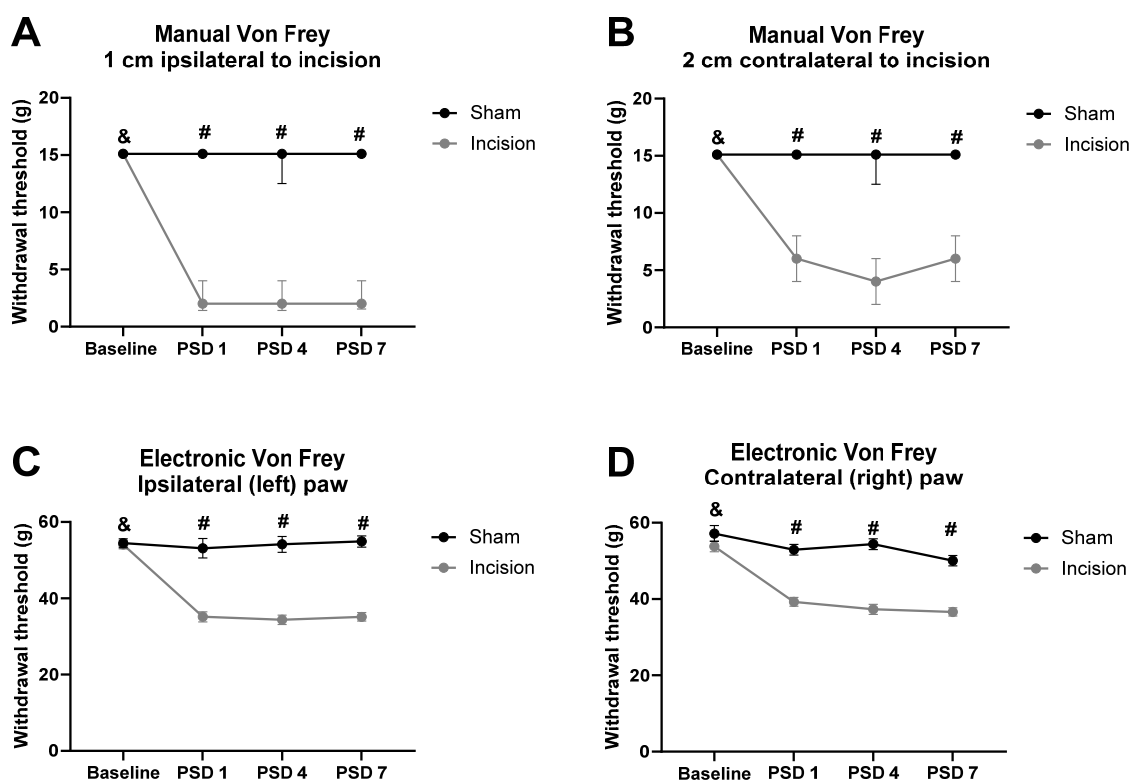 A
Manual Von Frey
1 cm ipsilateral to incision
Withdrawal threshold (g)
20
15
10
5
0
& # # #
Baseline PSD 1 PSD 4 PSD 7
Sham
Incision
B
Manual Von Frey
2 cm contralateral to incision
Withdrawal threshold (g)
20
15
10
5
0
& # # #
Baseline PSD 1 PSD 4 PSD 7
Sham
Incision
C
Electronic Von Frey
Ipsilateral (left) paw
Withdrawal threshold (g)
60
40
20
0
& # # #
Baseline PSD 1 PSD 4 PSD 7
Sham
Incision
D
Electronic Von Frey
Contralateral (right) paw
Withdrawal threshold (g)
60
40
20
0
& # # #
Baseline PSD 1 PSD 4 PSD 7
Sham
Incision